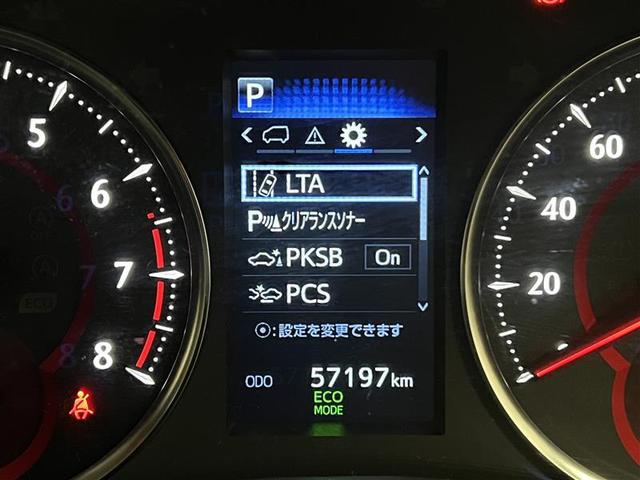 P
LTA
P クリアランスソナー
PKSB On
PCS
⦿:設定を変更できます
ODO 57197km
ECO
MODE
5
6
7
8
60
40
20
ECO